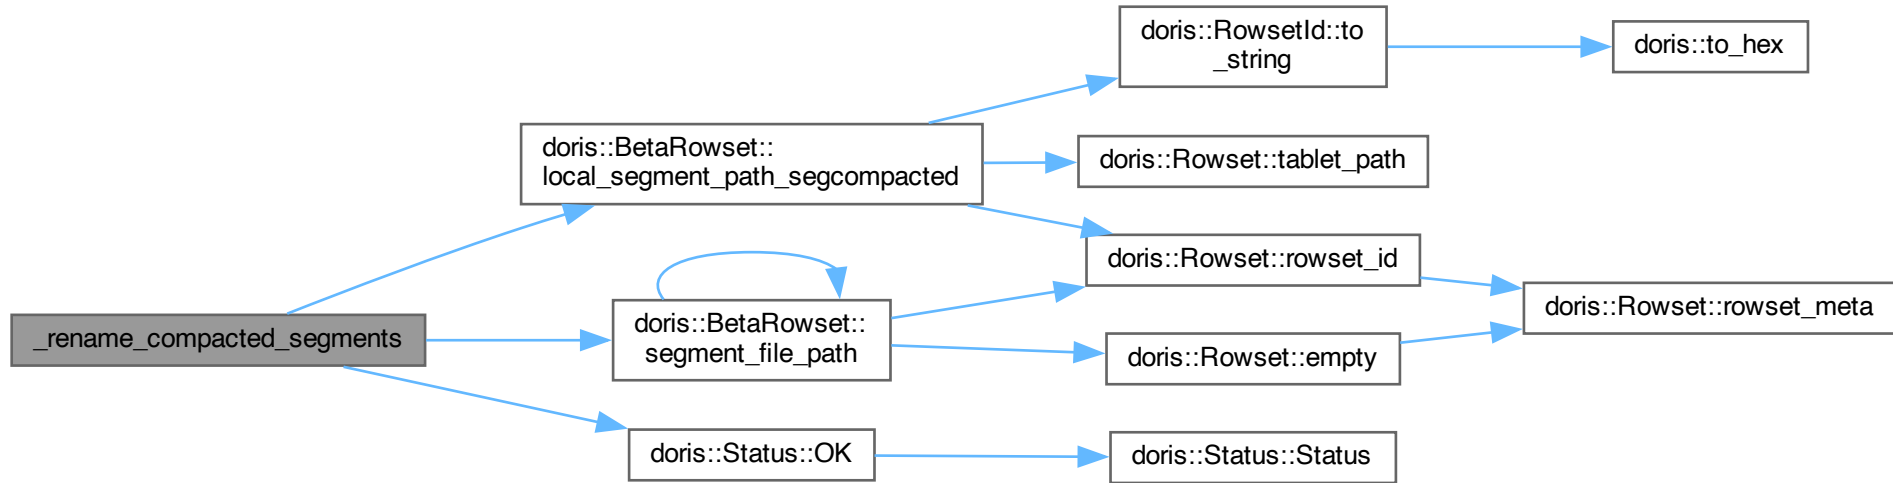 doris::RowsetId::to
_string
doris::to_hex
doris::BetaRowset::
local_segment_path_segcompacted
doris::Rowset::tablet_path
doris::Rowset::rowset_id
_rename_compacted_segments
doris::BetaRowset::
segment_file_path
doris::Rowset::rowset_meta
doris::Rowset::empty
doris::Status::OK
doris::Status::Status